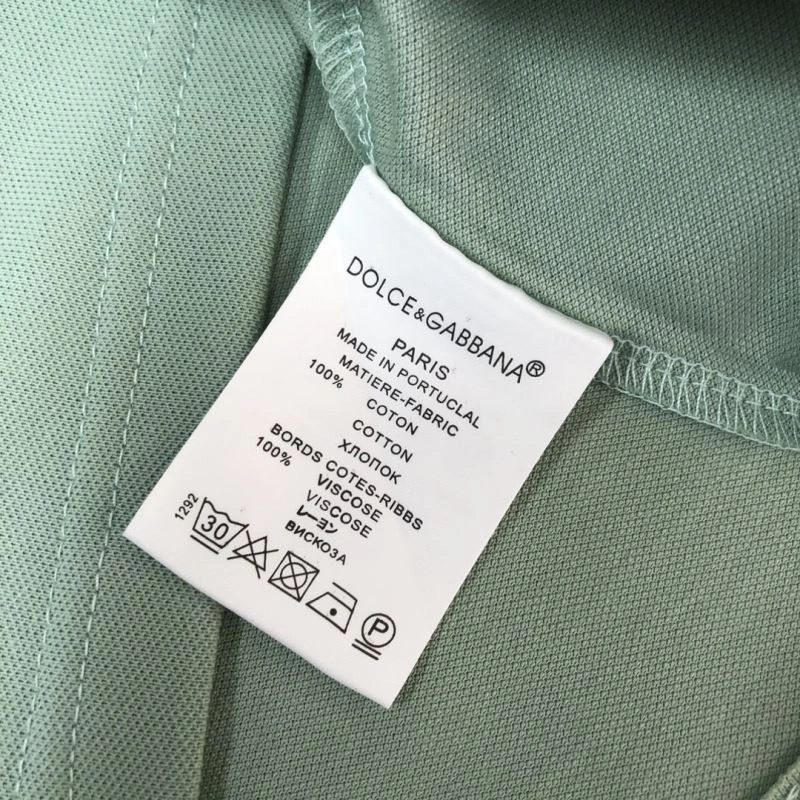 DOLCE&GABBANA®
PARIS
MADE IN PORTUCLAL
MATIERE-FABRIC
100% COTON
COTTON
ХЛОПОК
BORDS COTES-RIBBS
100% VISCOSE
VISCOSE
レーヨン
ВИСКОЗА
1292
30
P